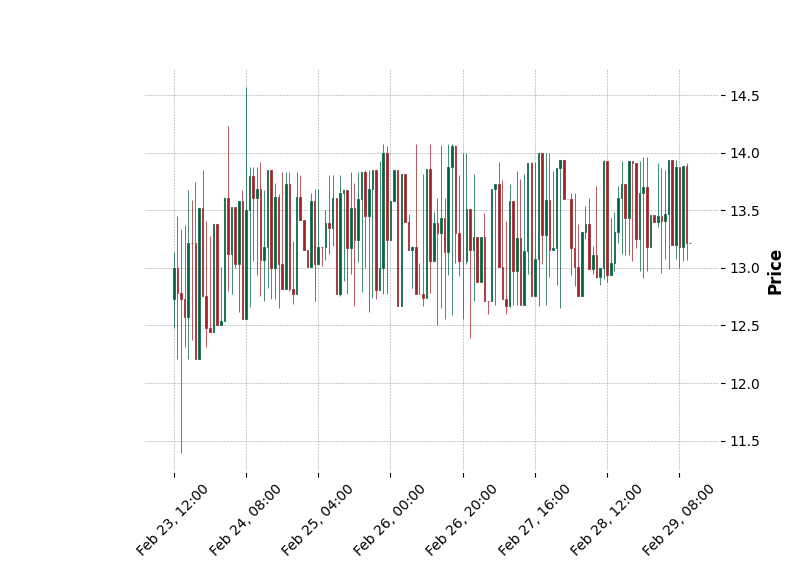 14.5
14.0
13.5
13.0
12.5
12.0
11.5
Price
Feb 23, 12:00
Feb 24, 08:00
Feb 25, 04:00
Feb 26, 00:00
Feb 26, 20:00
Feb 27, 16:00
Feb 28, 12:00
Feb 29, 08:00